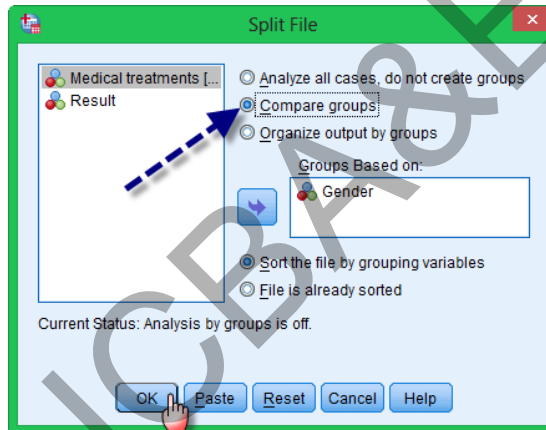 Split File
Medical treatments [...
Result
Analyze all cases, do not create groups
Compare groups
Organize output by groups
Groups Based on:
Gender
Sort the file by grouping variables
File is already sorted
Current Status: Analysis by groups is off.
OK Paste Reset Cancel Help